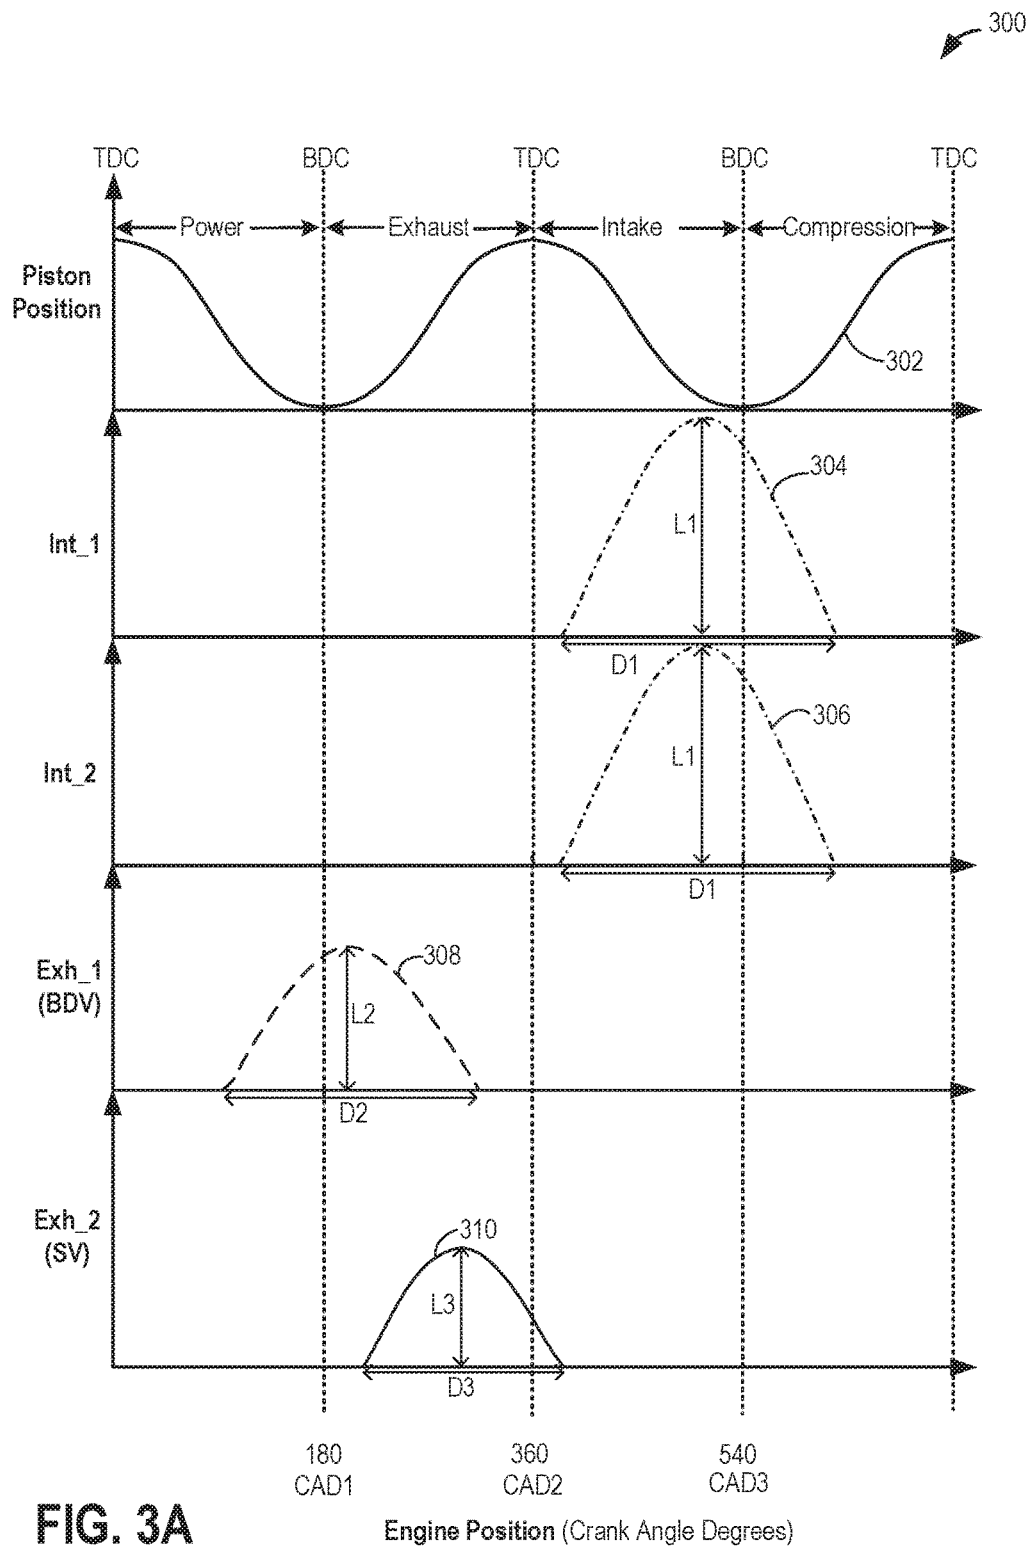 300
TDC BDC TDC BDC TDC
Power Exhaust Intake Compression
Piston
Position
302
304
L1
Int_1
D1
306
L1
Int_2
D1
308
Exh_1
(BDV)
L2
D2
310
Exh_2
(SV)
L3
D3
180 360 540
CAD1 CAD2 CAD3
FIG. 3A
Engine Position (Crank Angle Degrees)